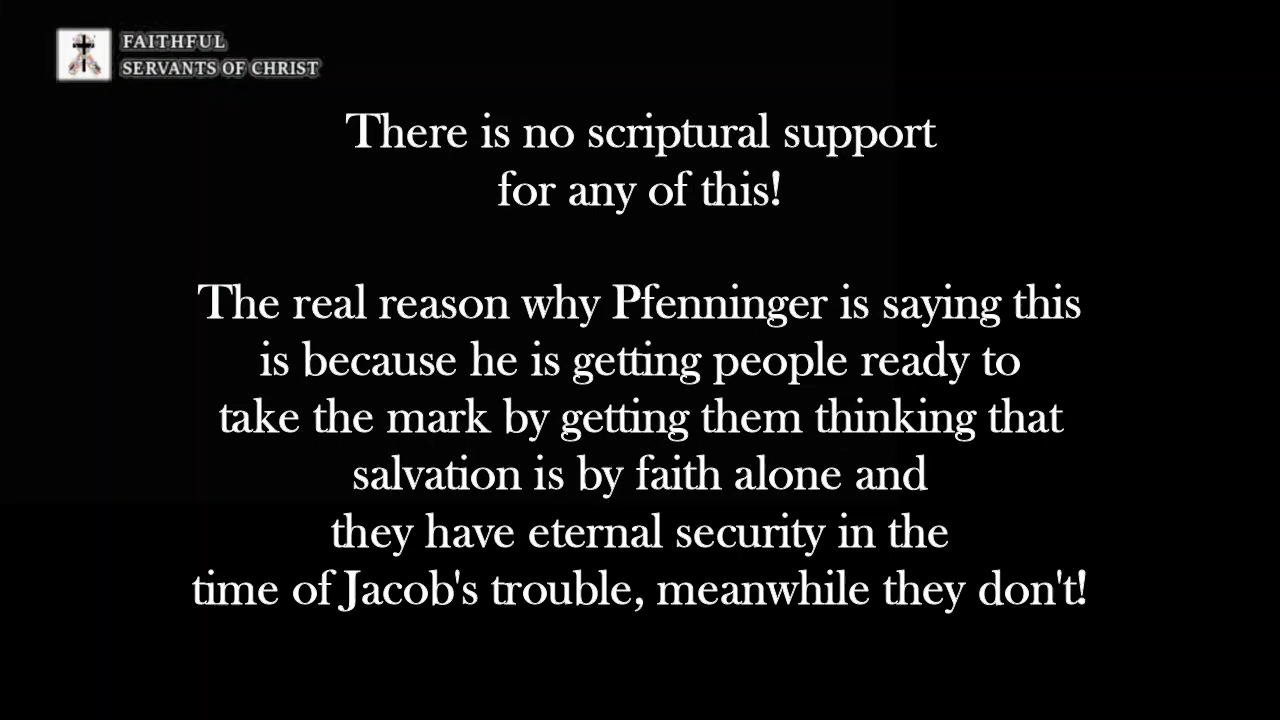 FAITHFUL
SERVANTS OF CHRIST
There is no scriptural support
for any of this!
The real reason why Pfenninger is saying this
is because he is getting people ready to
take the mark by getting them thinking that
salvation is by faith alone and
they have eternal security in the
time of Jacob's trouble, meanwhile they don't!